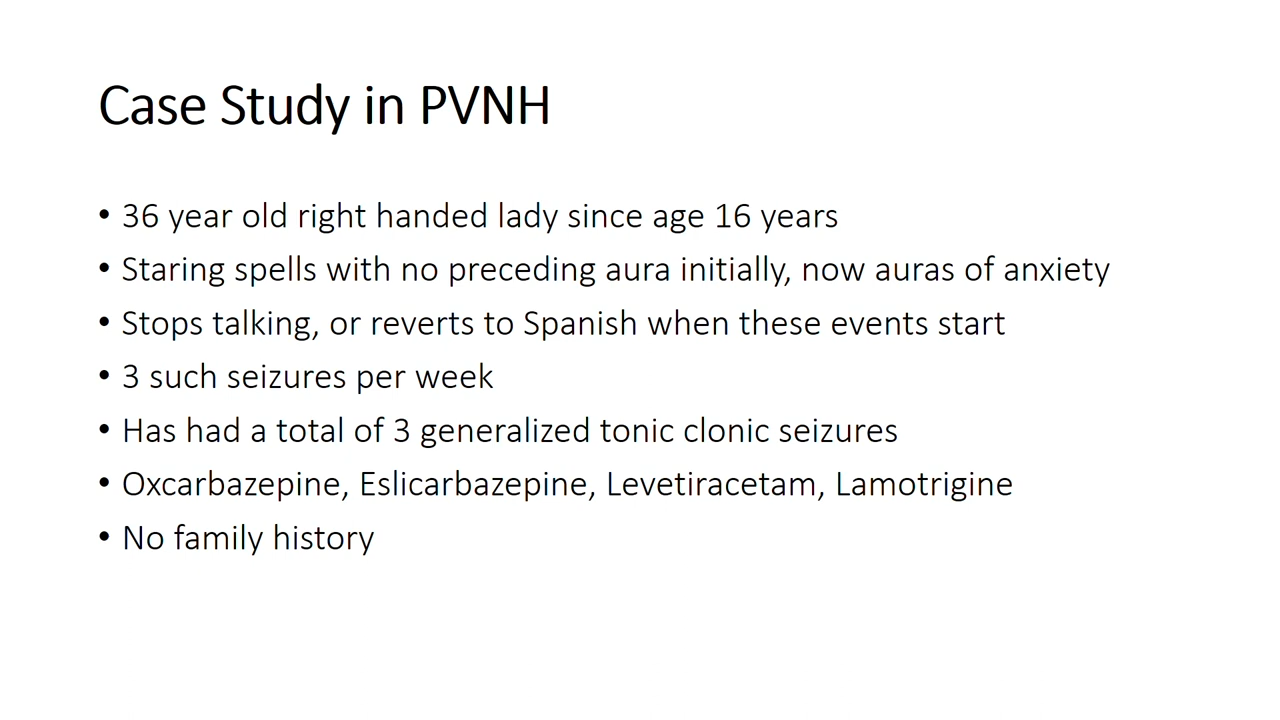 Case Study in PVNH
• 36 year old right handed lady since age 16 years
• Staring spells with no preceding aura initially, now auras of anxiety
• Stops talking, or reverts to Spanish when these events start
• 3 such seizures per week
• Has had a total of 3 generalized tonic clonic seizures
• Oxcarbazepine, Eslicarbazepine, Levetiracetam, Lamotrigine
• No family history